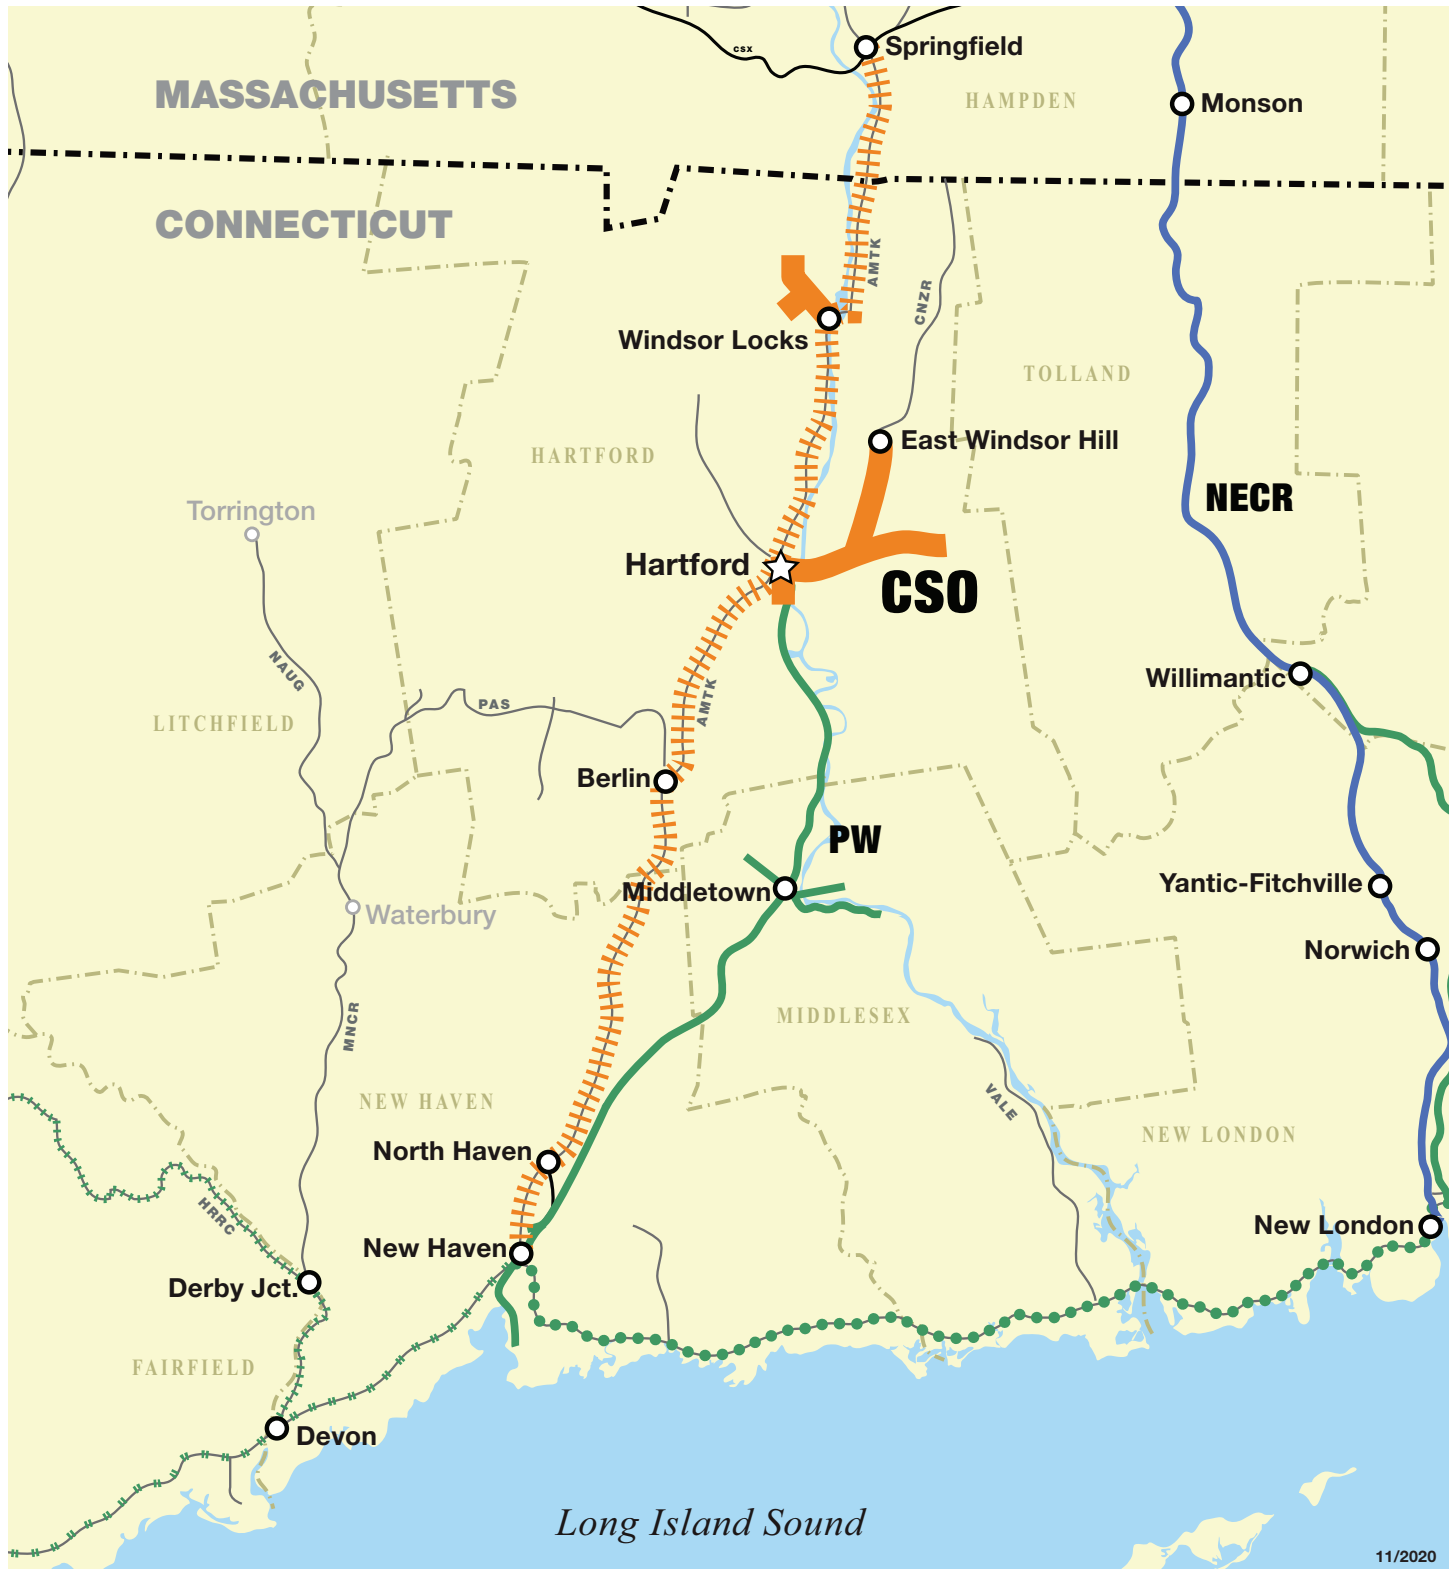 csx
Springfield
MASSACHUSETTS
HAMPDEN
Monson
CONNECTICUT
AMTK
CNZR
Windsor Locks
TOLLAND
East Windsor Hill
HARTFORD
NECR
Torrington
Hartford
CSO
NAUG
Willimantic
AMTK
PAS
LITCHFIELD
Berlin
PW
Middletown
Yantic-Fitchville
Waterbury
Norwich
MIDDLESEX
MNCR
NEW HAVEN
VALE
NEW LONDON
North Haven
HRRC
New London
New Haven
Derby Jct.
FAIRFIELD
Devon
Long Island Sound
11/2020